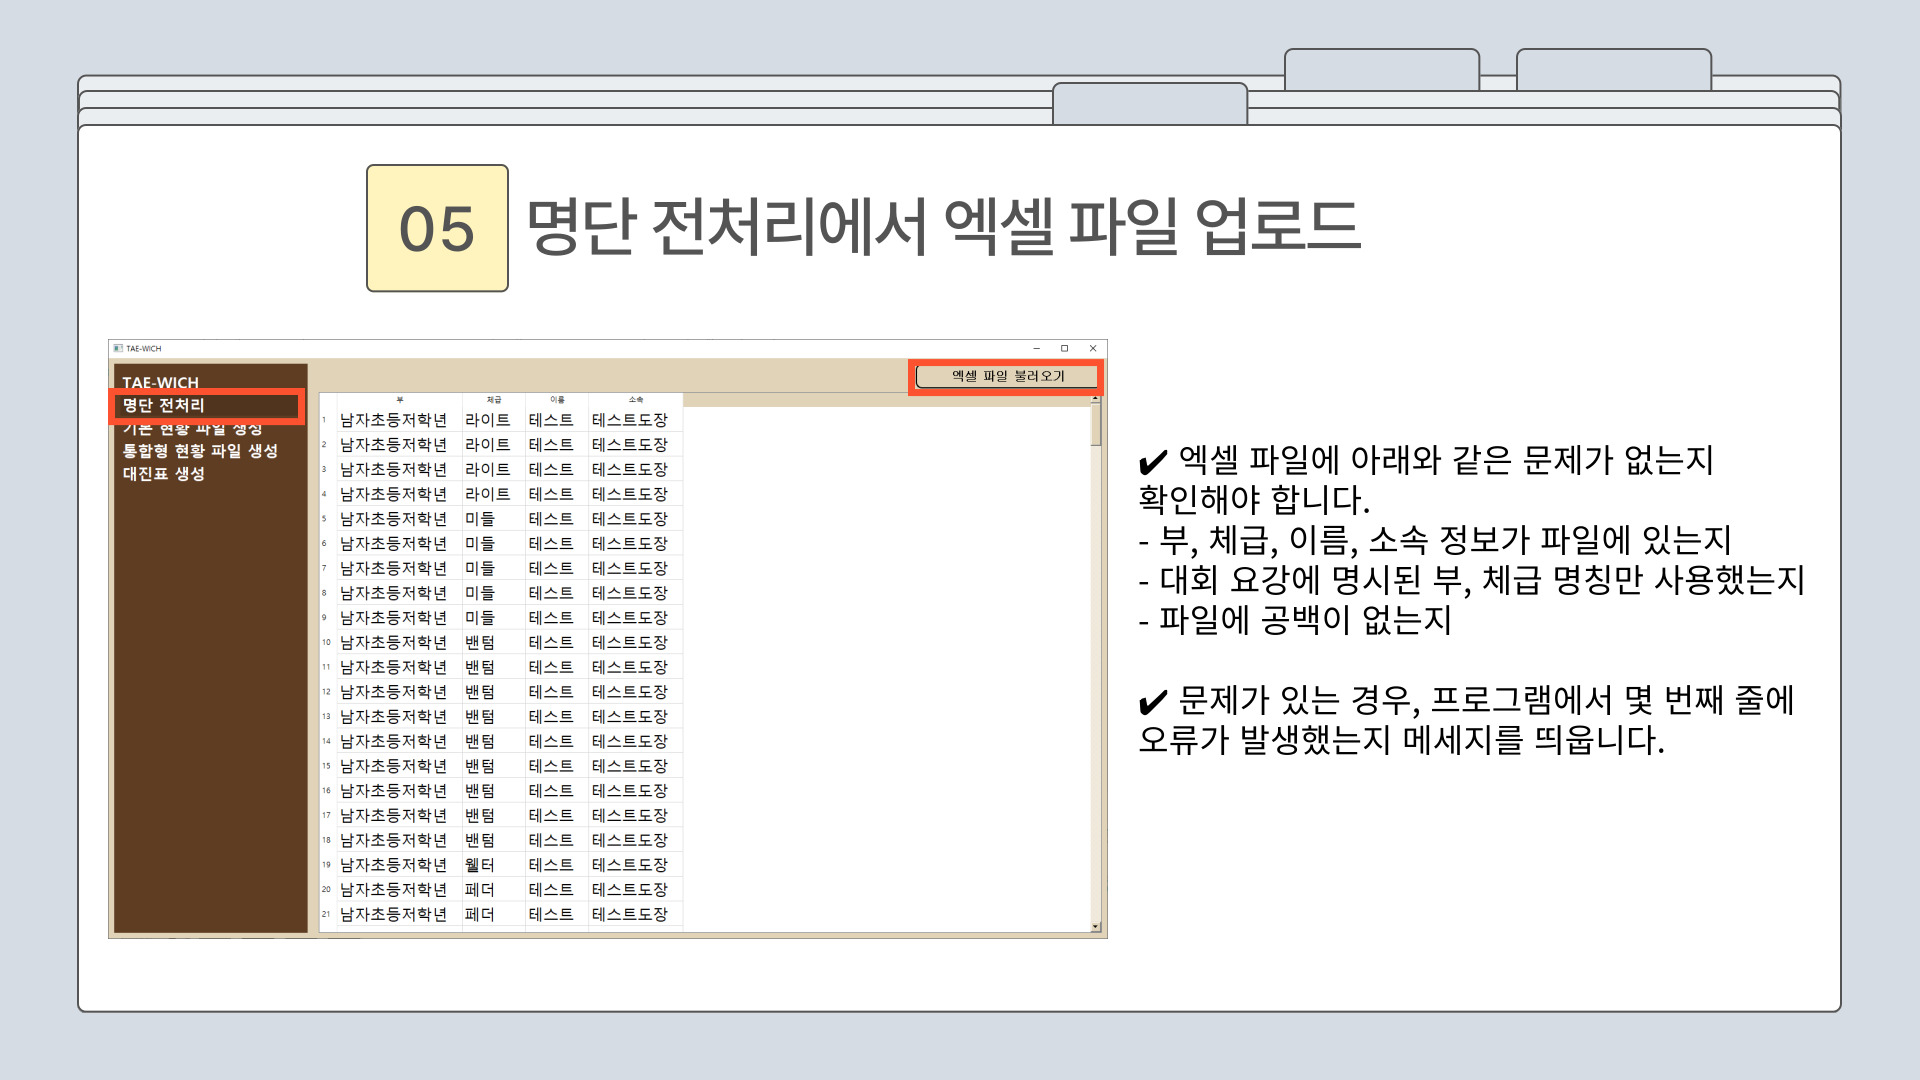 05 명단 전처리에서 엑셀 파일 업로드
TAE-WICH
TAE-WICH
명단 전처리
기본 현황 파일 생성
통합형 현황 파일 생성
대진표 생성
엑셀 파일 불러오기
부 체급 이름 소속
1 남자초등저학년 라이트 테스트 테스트도장
2 남자초등저학년 라이트 테스트 테스트도장
3 남자초등저학년 라이트 테스트 테스트도장
4 남자초등저학년 라이트 테스트 테스트도장
5 남자초등저학년 미들 테스트 테스트도장
6 남자초등저학년 미들 테스트 테스트도장
7 남자초등저학년 미들 테스트 테스트도장
8 남자초등저학년 미들 테스트 테스트도장
9 남자초등저학년 미들 테스트 테스트도장
10 남자초등저학년 밴텀 테스트 테스트도장
11 남자초등저학년 밴텀 테스트 테스트도장
12 남자초등저학년 밴텀 테스트 테스트도장
13 남자초등저학년 밴텀 테스트 테스트도장
14 남자초등저학년 밴텀 테스트 테스트도장
15 남자초등저학년 밴텀 테스트 테스트도장
16 남자초등저학년 밴텀 테스트 테스트도장
17 남자초등저학년 밴텀 테스트 테스트도장
18 남자초등저학년 밴텀 테스트 테스트도장
19 남자초등저학년 웰터 테스트 테스트도장
20 남자초등저학년 페더 테스트 테스트도장
21 남자초등저학년 페더 테스트 테스트도장
✔ 엑셀 파일에 아래와 같은 문제가 없는지
확인해야 합니다.
- 부, 체급, 이름, 소속 정보가 파일에 있는지
- 대회 요강에 명시된 부, 체급 명칭만 사용했는지
- 파일에 공백이 없는지
✔ 문제가 있는 경우, 프로그램에서 몇 번째 줄에
오류가 발생했는지 메세지를 띄웁니다.